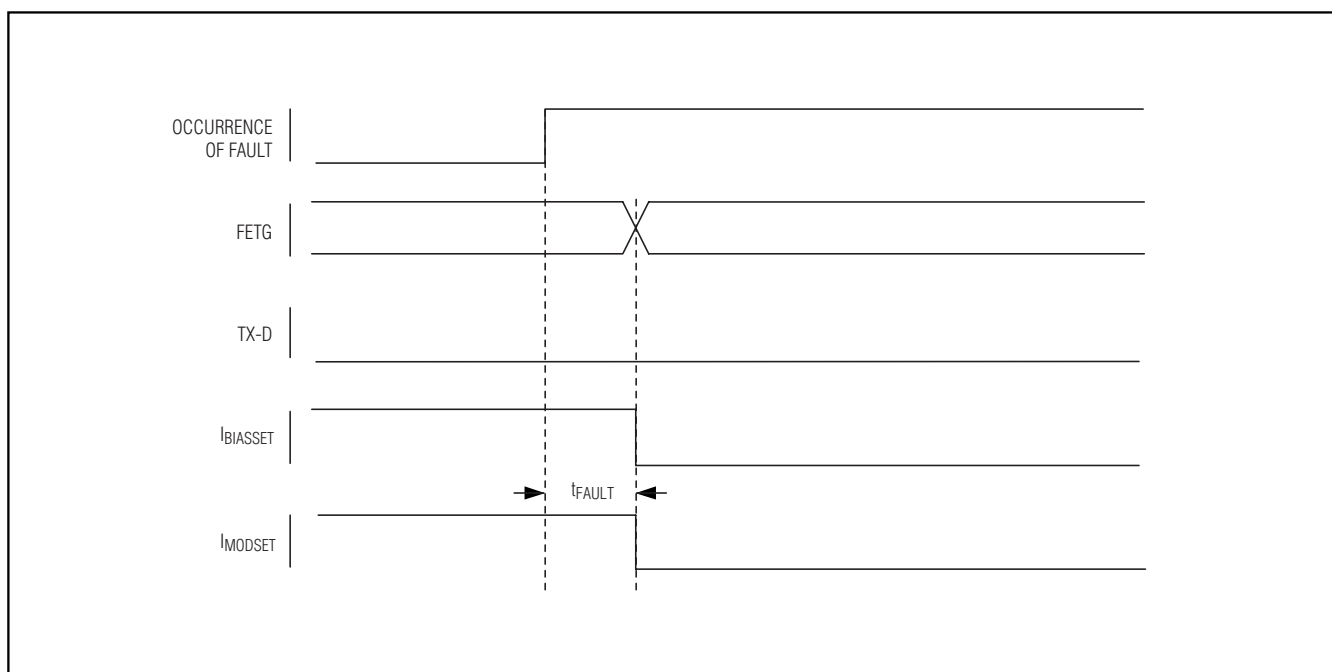 OCCURRENCE
OF FAULT
FETG
TX-D
IBIASSET
tFAULT
IMODSET